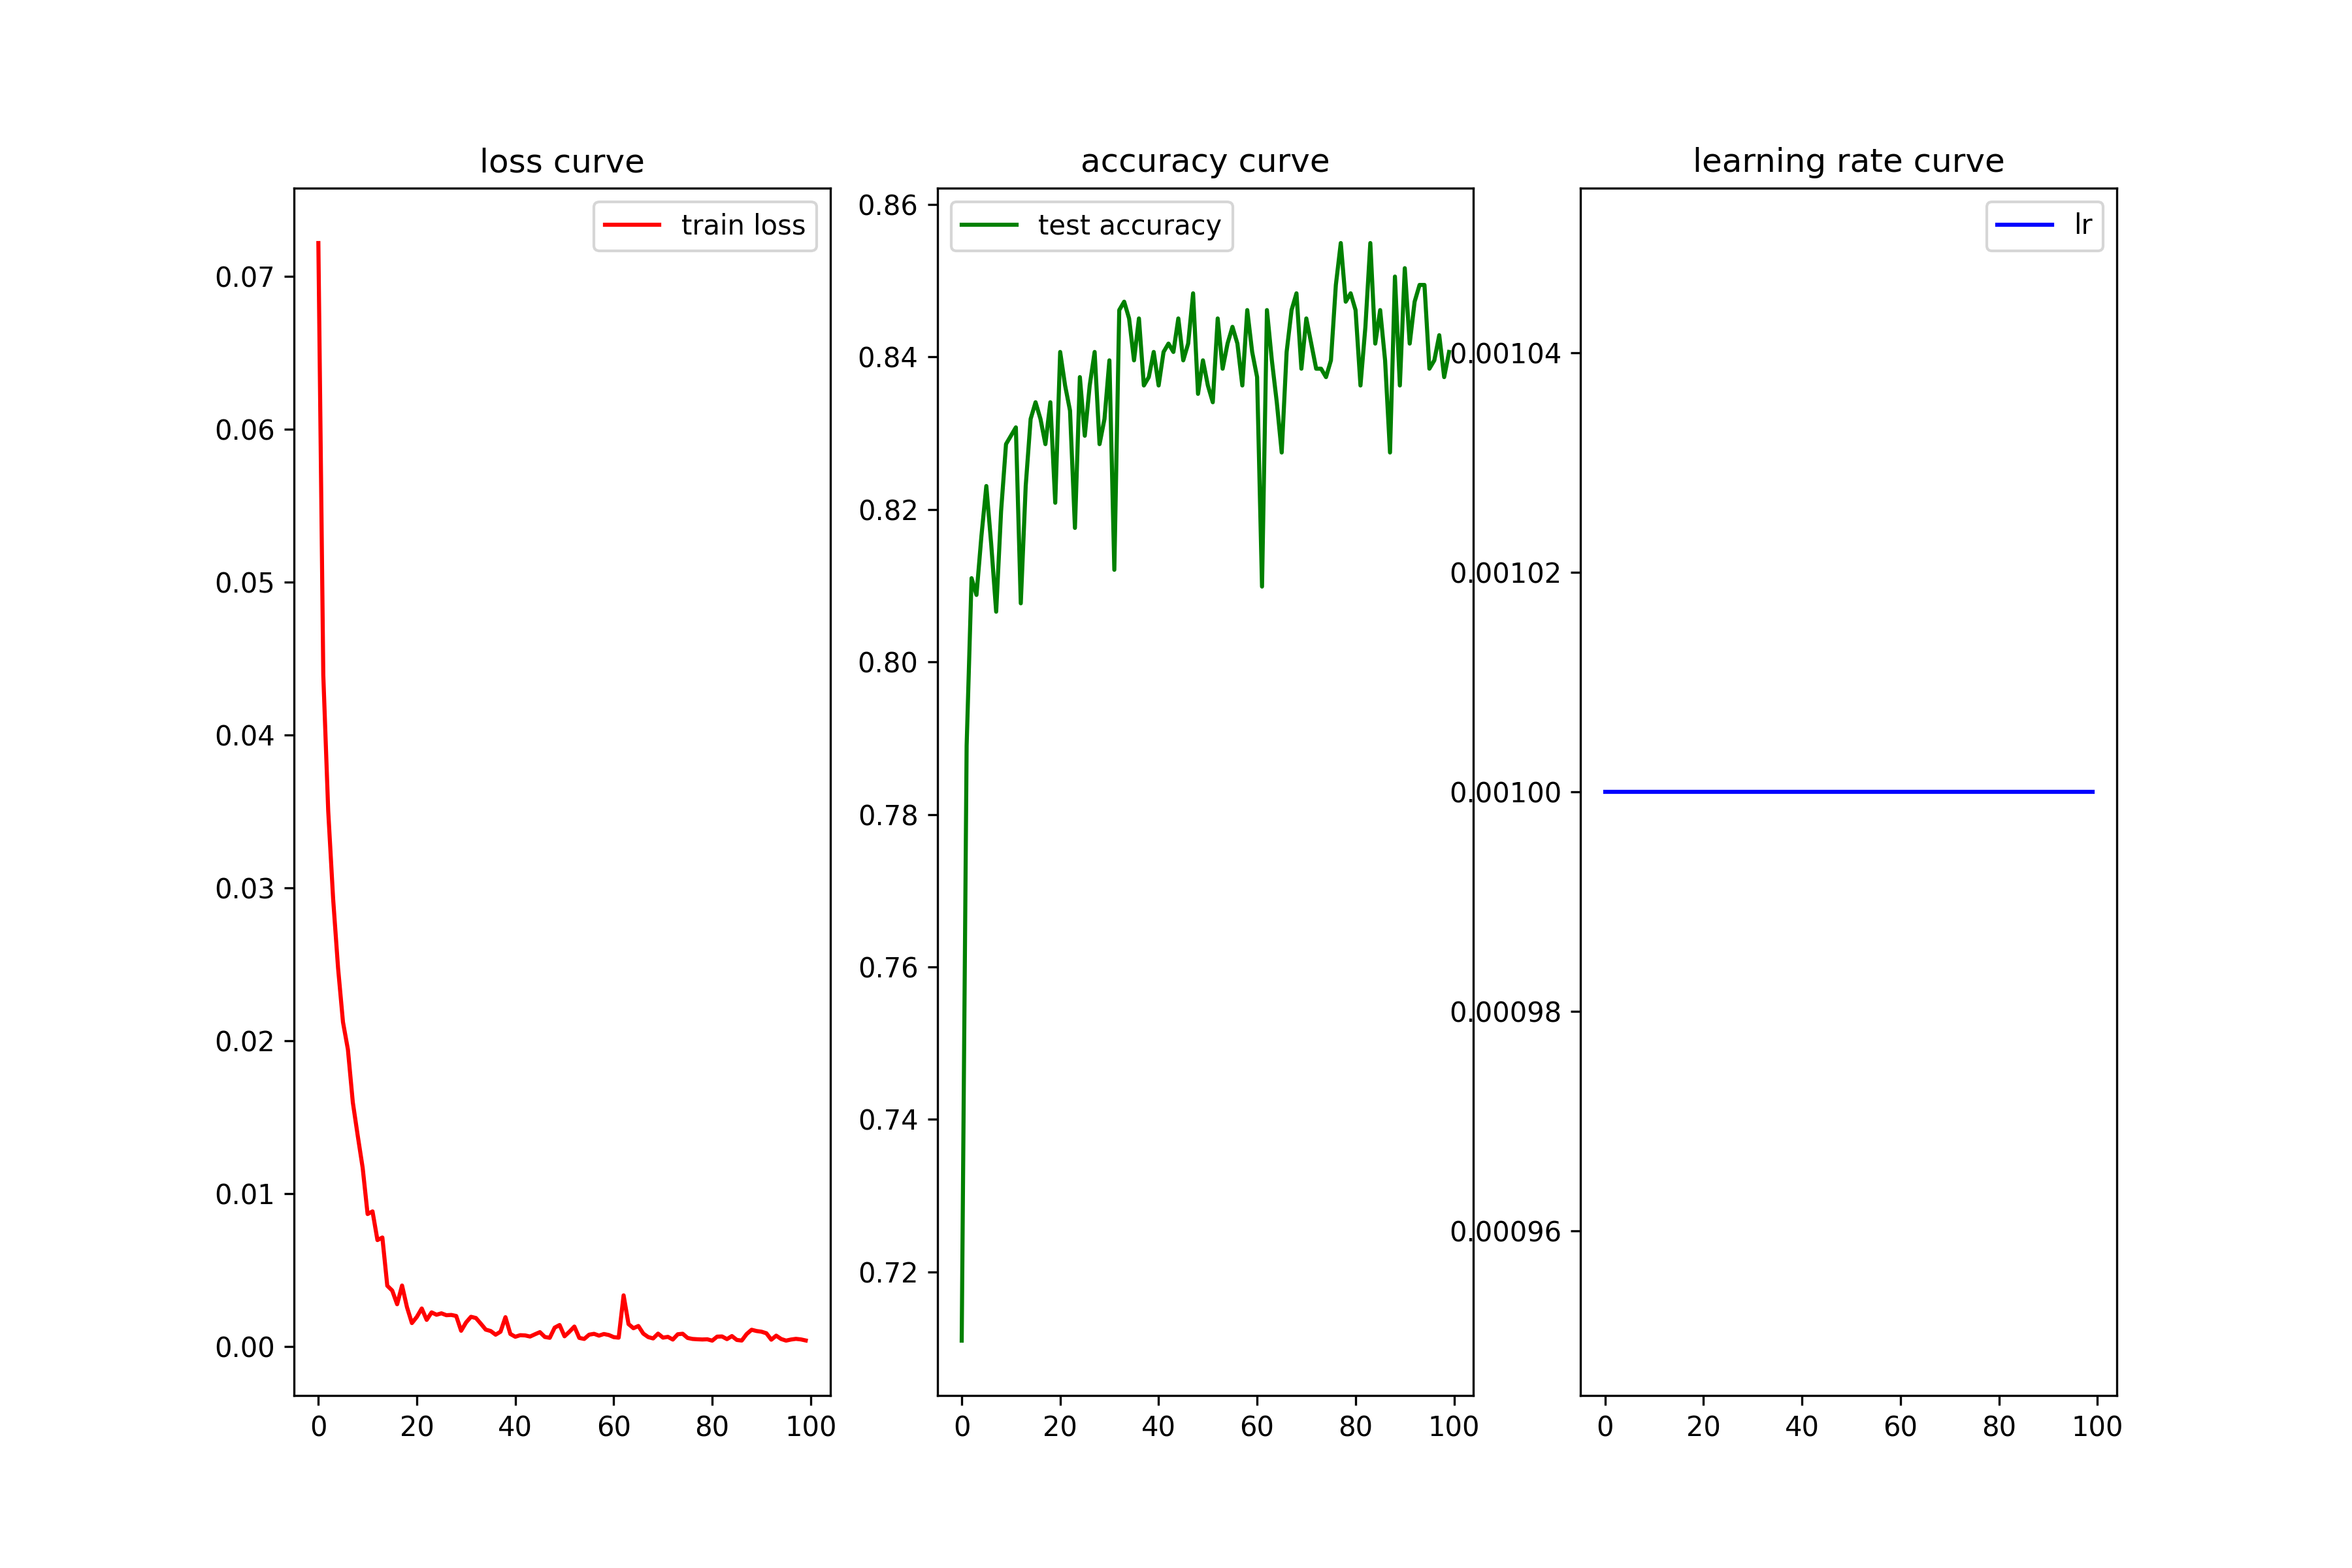 loss curve
train loss
0.07
0.06
0.05
0.04
0.03
0.02
0.01
0.00
0 20 40 60 80 100
accuracy curve
test accuracy
0.86
0.84
0.82
0.80
0.78
0.76
0.74
0.72
0 20 40 60 80 100
learning rate curve
lr
0.00104
0.00102
0.00100
0.00098
0.00096
0 20 40 60 80 100